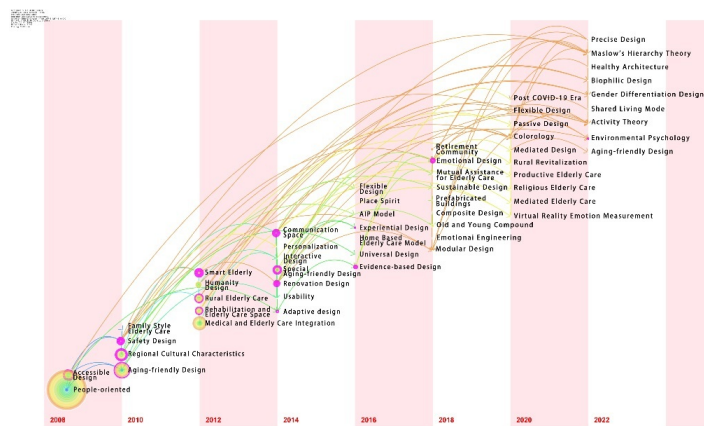 Precise Design
Maslow's Hierarchy Theory
Healthy Architecture
Biophilic Design
Gender Differentiation Design
Shared Living Mode
Activity Theory
Environmental Psychology
Aging-friendly Design
Post COVID-19 Era
Flexible Design
Passive Design
Colorology
Mediated Design
Rural Revitalization
Productive Elderly Care
Religious Elderly Care
Mediated Elderly Care
Virtual Reality Emotion Measurement
Retirement
Community
Emotional Design
Mutual Assistance
for Elderly Care
Sustainable Design
Prefabricated
Buildings
Composite Design
Old and Young Compound
Emotional Engineering
Modular Design
Flexible
Design
Place Spirit
AIP Model
Experiential Design
Home Based
Elderly Care Model
Universal Design
Evidence-based Design
Communication
Space
Personalization
Interactive
Design
Special
Aging-friendly Design
Renovation Design
Usability
Adaptive design
Smart Elderly
Humanity
Design
Rural Elderly Care
Rehabilitation and
Elderly Care Space
Medical and Elderly Care Integration
Family Style
Elderly Care
Safety Design
Regional Cultural Characteristics
Aging-friendly Design
Accessible
Design
People-oriented
2008
2010
2012
2014
2016
2018
2020
2022